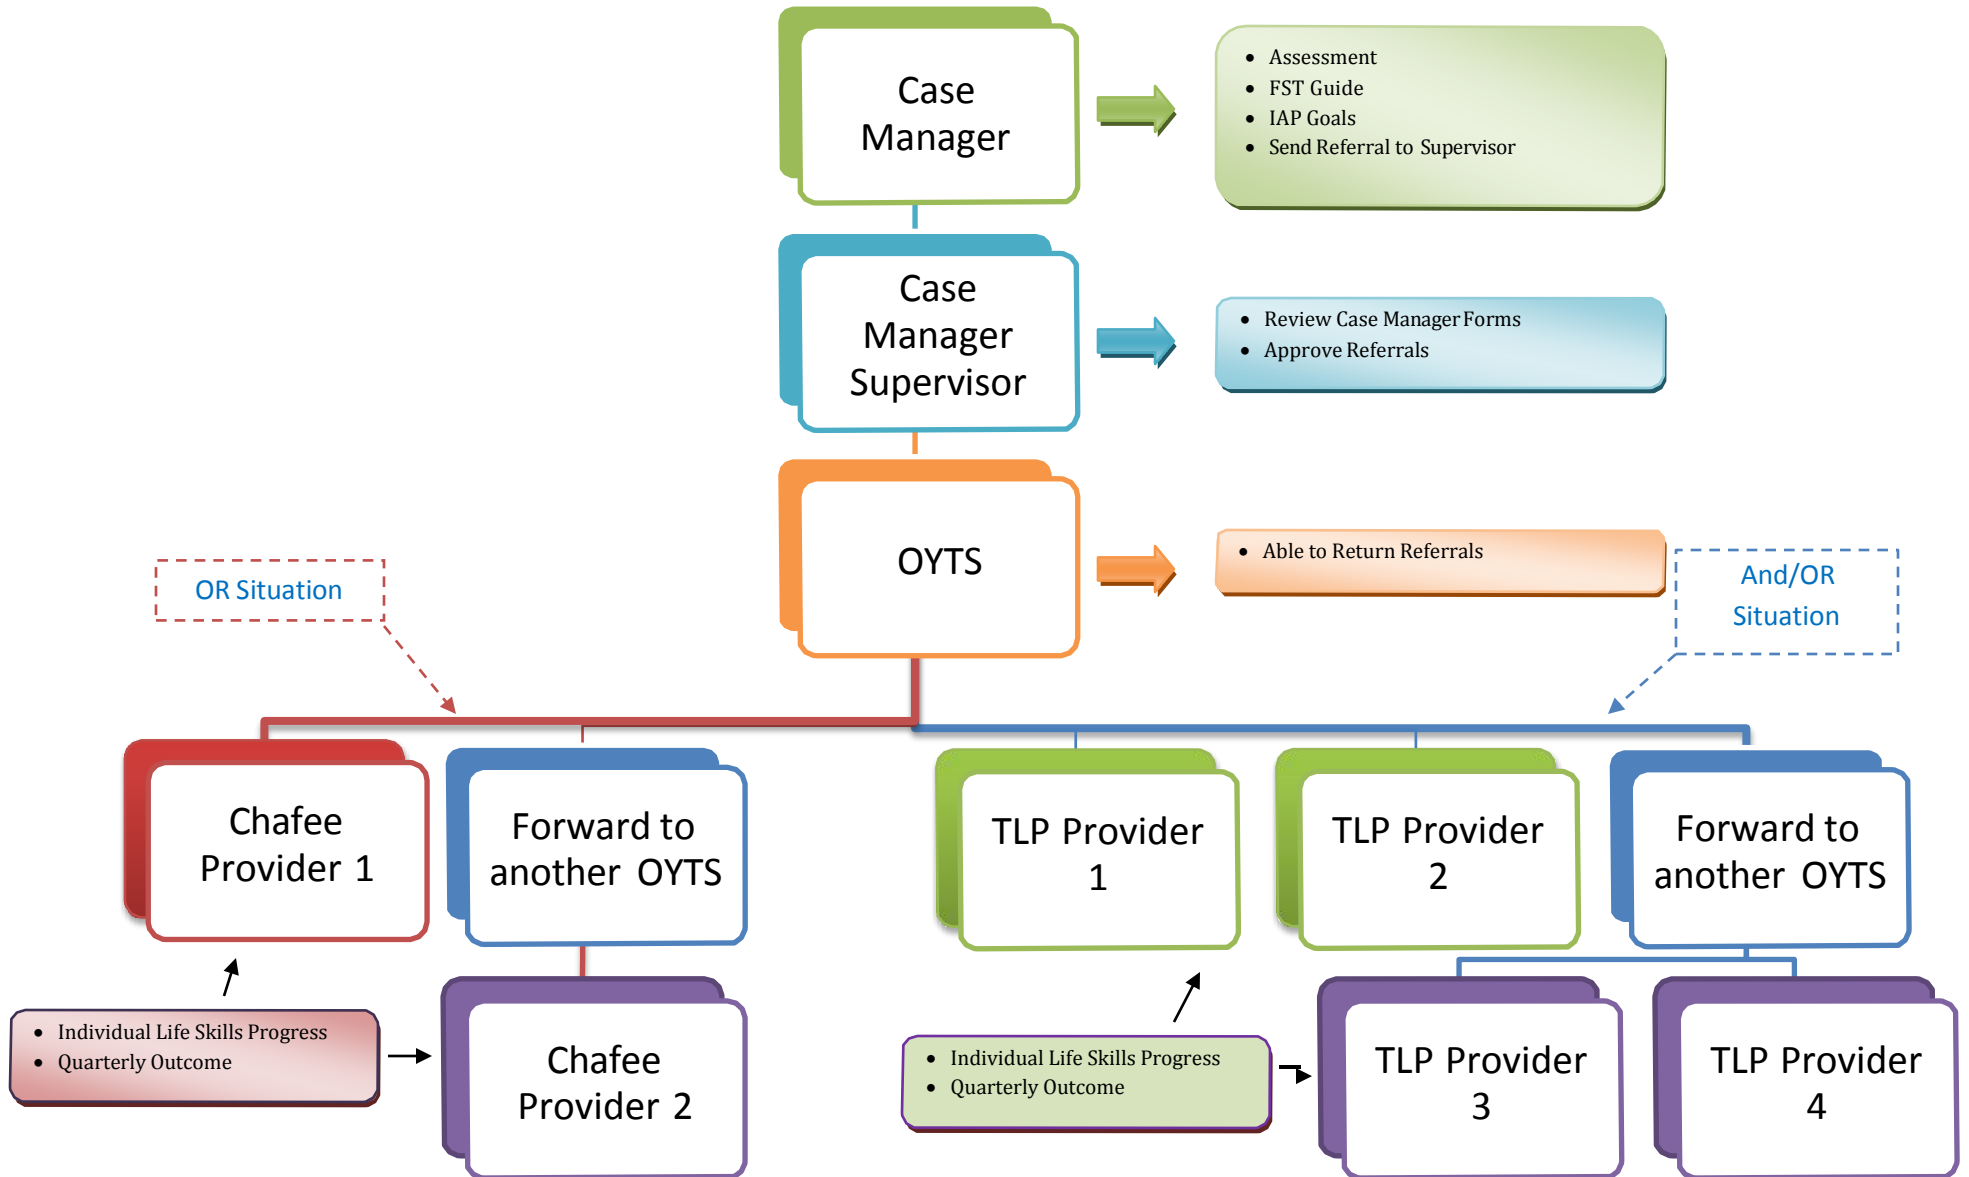 Case
Manager
• Assessment
• FST Guide
• IAP Goals
• Send Referral to Supervisor
Case
Manager
Supervisor
• Review Case Manager Forms
• Approve Referrals
OYTS
• Able to Return Referrals
OR Situation
And/OR
Situation
Chafee
Provider 1
Forward to
another OYTS
TLP Provider
1
TLP Provider
2
Forward to
another OYTS
• Individual Life Skills Progress
• Quarterly Outcome
Chafee
Provider 2
• Individual Life Skills Progress
• Quarterly Outcome
TLP Provider
3
TLP Provider
4